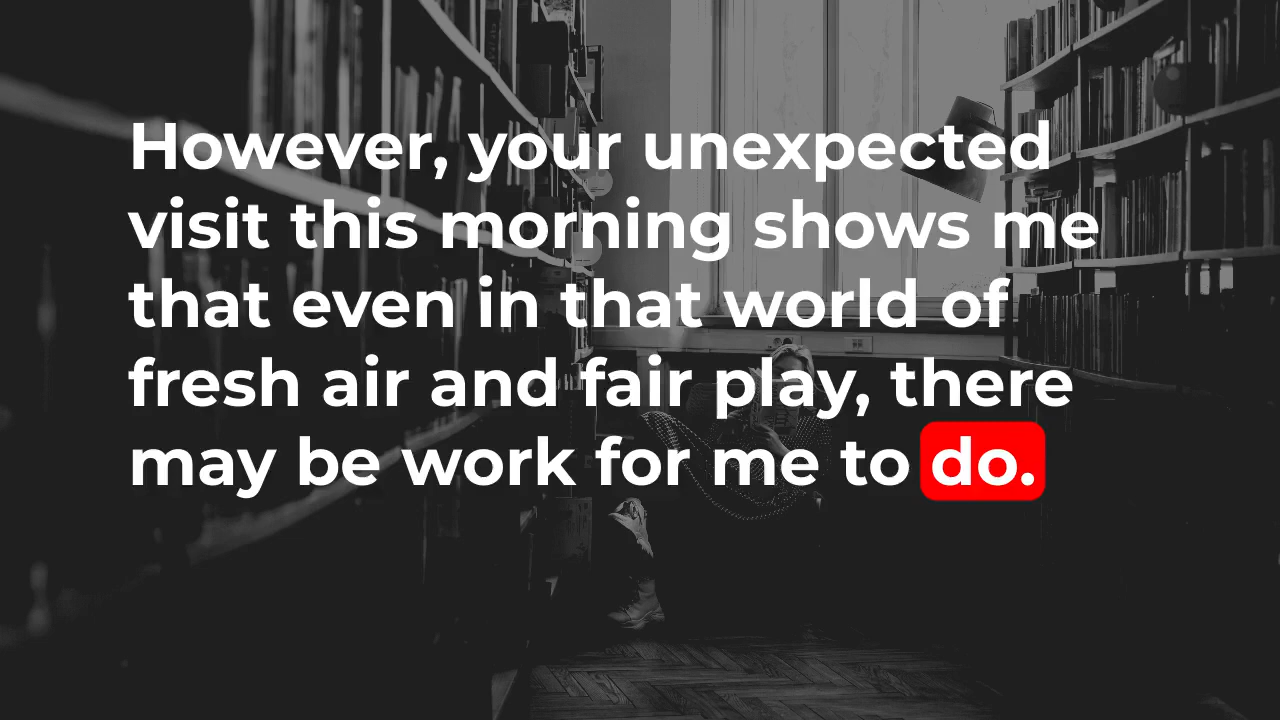 However, your unexpected
visit this morning shows me
that even in that world of
fresh air and fair play, there
may be work for me to do.